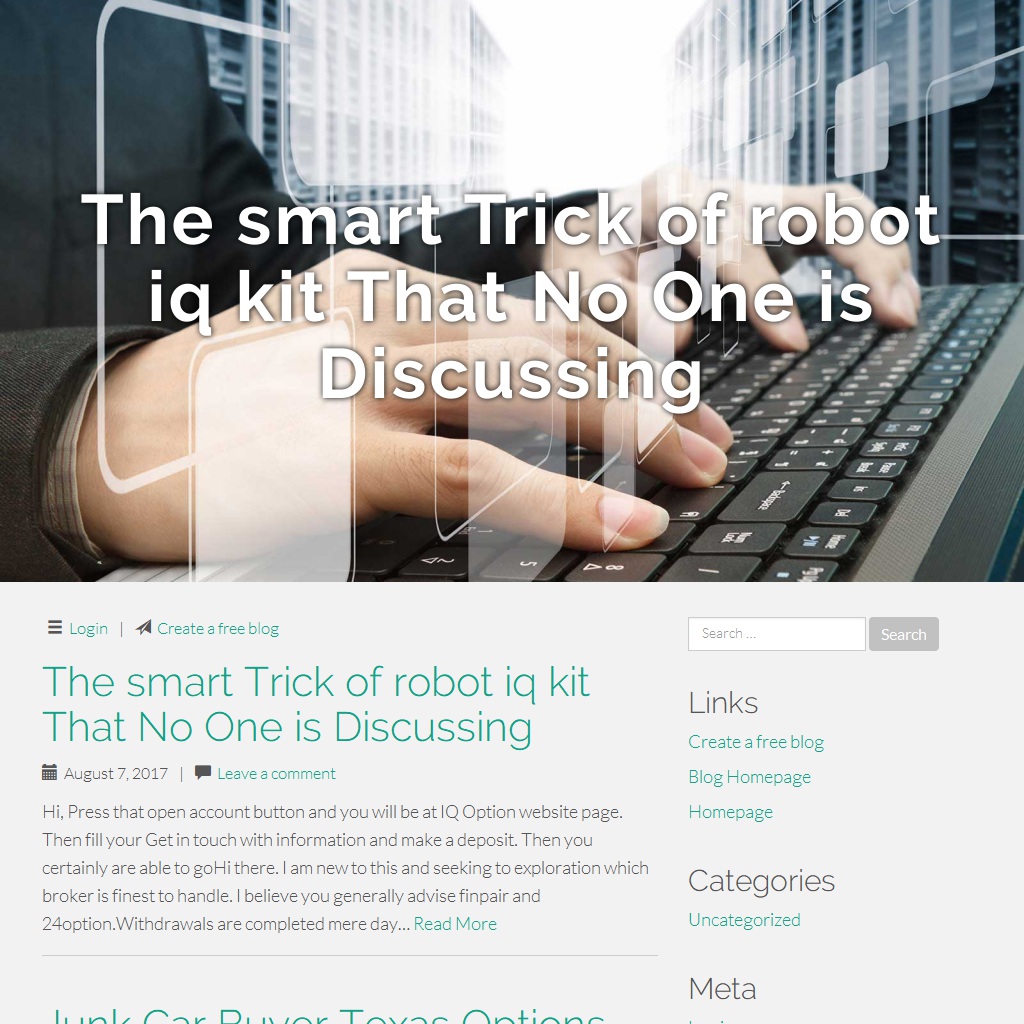 The smart Trick of robot
iq kit That No One is
Discussing
Login | Create a free blog
The smart Trick of robot iq kit
That No One is Discussing
August 7, 2017 | Leave a comment
Hi, Press that open account button and you will be at IQ Option website page.
Then fill your Get in touch with information and make a deposit. Then you
certainly are able to goHi there. I am new to this and seeking to exploration which
broker is finest to handle. I believe you generally advise finpair and
24option.Withdrawals are completed mere day... Read More
Junk Car Buyer Texas Options
Search …
Search
Links
Create a free blog
Blog Homepage
Homepage
Categories
Uncategorized
Meta